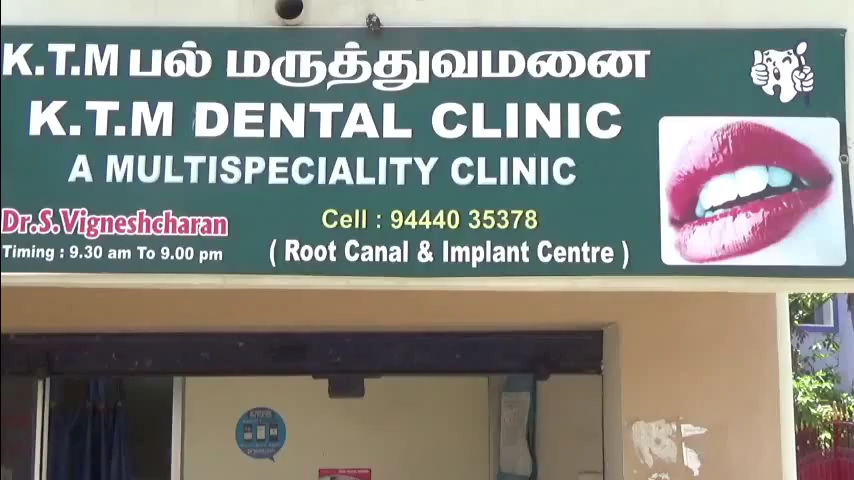 K.T.M பல் மருத்துவமனை
K.T.M DENTAL CLINIC
A MULTISPECIALITY CLINIC
Dr.S.Vigneshcharan
Cell : 94440 35378
Timing : 9.30 am To 9.00 pm
( Root Canal & Implant Centre )